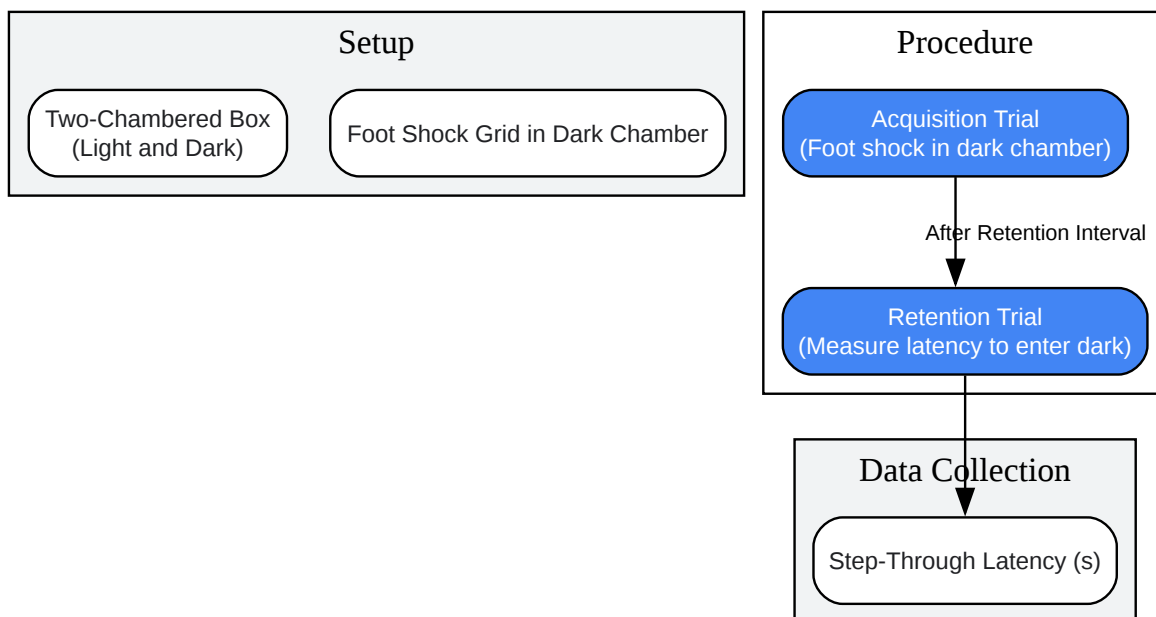 Setup
Two-Chambered Box
(Light and Dark)
Foot Shock Grid in Dark Chamber
Procedure
Acquisition Trial
(Foot shock in dark chamber)
After Retention Interval
Retention Trial
(Measure latency to enter dark)
Data Collection
Step-Through Latency (s)